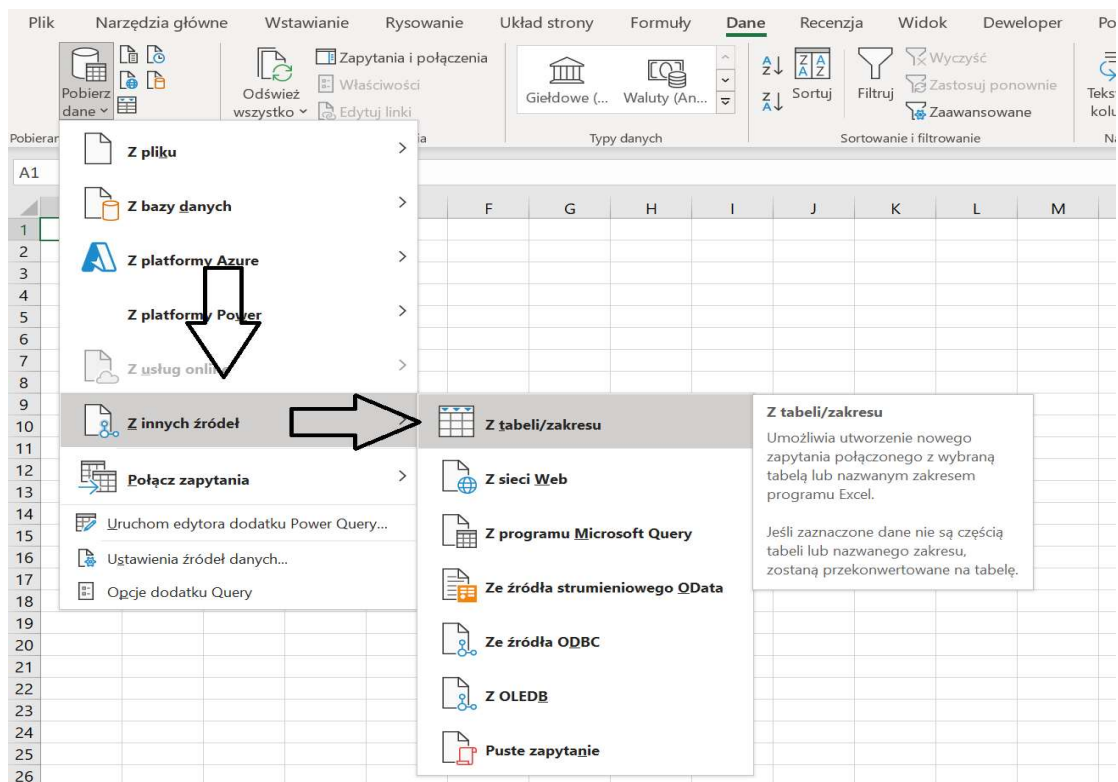 Plik Narzędzia główne Wstawianie Rysowanie Układ strony Formuły Dane Recenzja Widok Deweloper
Pobierz dane
Odśwież wszystko
Zapytania i połączenia
Właściwości
Edytuj linki
Giełdowe (... Waluty (An...
Sortuj
Filtruj
Wyczyść
Zastosuj ponownie
Zaawansowane
Typy danych
Sortowanie i filtrowanie
A1
F G H I J K L M
1
2
3
4
5
6
7
8
9
10
11
12
13
14
15
16
17
18
19
20
21
22
23
24
25
26
Z pliku
Z bazy danych
Z platformy Azure
Z platformy Power
Z usług online
Z innych źródeł
Połącz zapytania
Uruchom edytora dodatku Power Query...
Ustawienia źródeł danych...
Opcje dodatku Query
Z tabeli/zakresu
Z sieci Web
Z programu Microsoft Query
Ze źródła strumieniowego OData
Ze źródła ODBC
Z OLEDB
Puste zapytanie
Z tabeli/zakresu
Umożliwia utworzenie nowego
zapytania połączonego z wybraną
tabelą lub nazwanym zakresem
programu Excel.
Jeśli zaznaczone dane nie są częścią
tabeli lub nazwanego zakresu,
zostaną przekonwertowane na tabelę.